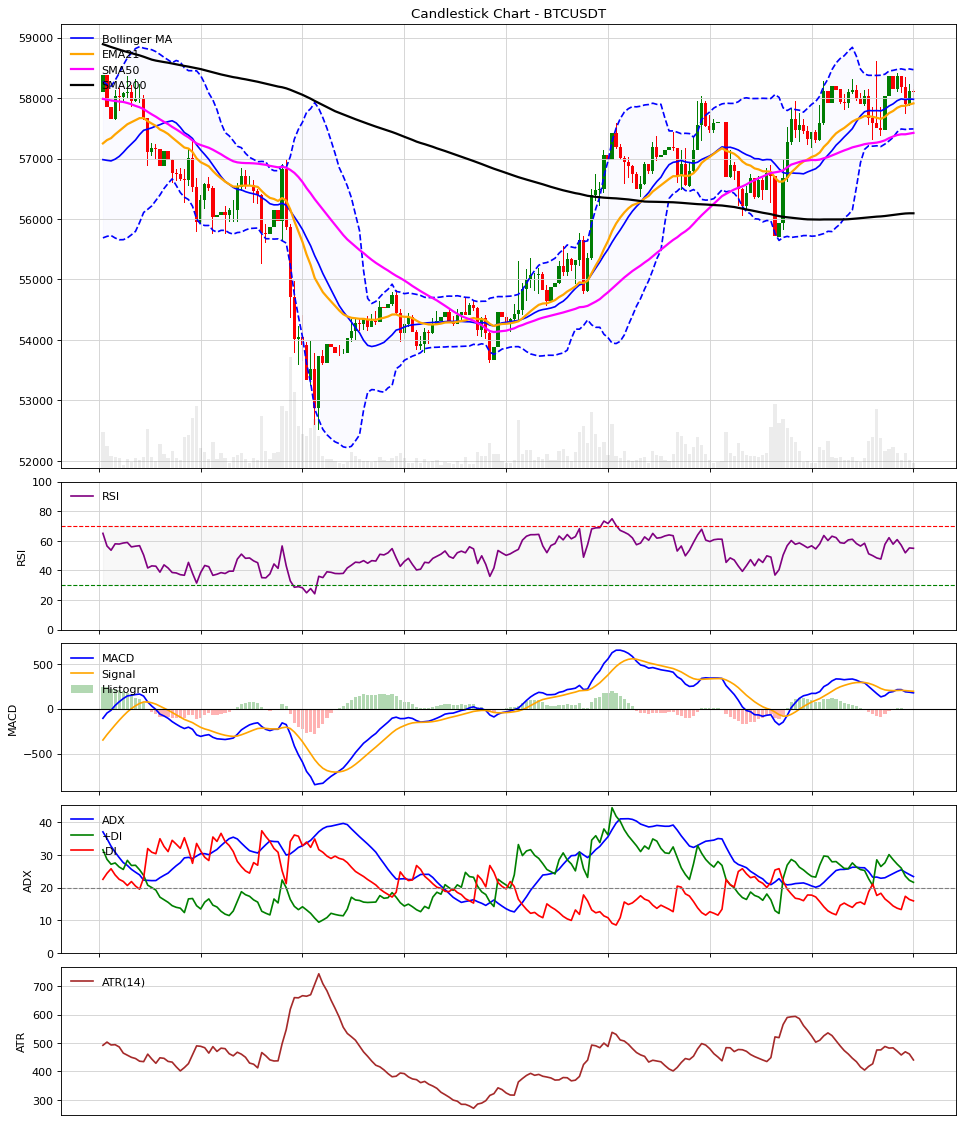 Candlestick Chart - BTCUSDT
59000
58000
57000
56000
55000
54000
53000
52000
Bollinger MA
EMA21
SMA50
SMA200
100
80
60
40
20
0
RSI
RSI
500
0
−500
MACD
MACD
Signal
Histogram
40
30
20
10
0
ADX
ADX
+DI
-DI
700
600
500
400
300
ATR
ATR(14)